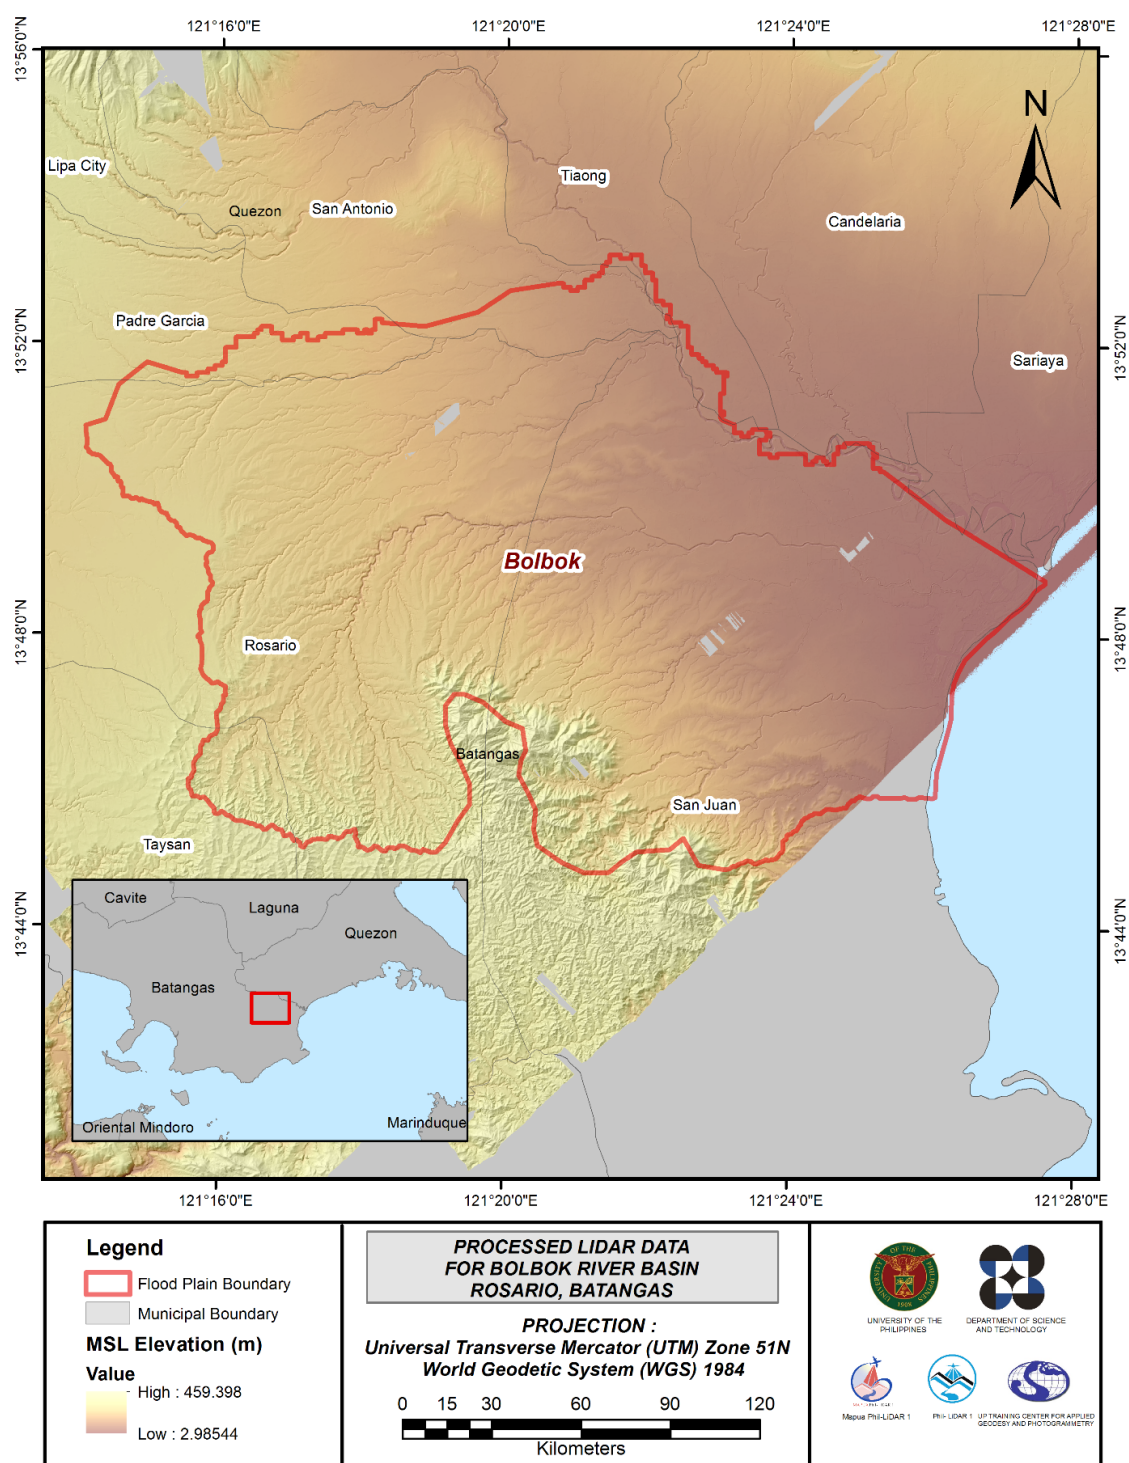 121°16'0"E
121°20'0"E
121°24'0"E
121°28'0"E
13°56'0"N
13°52'0"N
13°52'0"N
13°48'0"N
13°48'0"N
13°44'0"N
13°44'0"N
N
Lipa City
Tiaong
Quezon
San Antonio
Candelaria
Padre Garcia
Sariaya
Bolbok
Rosario
Batangas
San Juan
Taysan
Cavite
Laguna
Quezon
Batangas
Oriental Mindoro
Marinduque
121°16'0"E
121°20'0"E
121°24'0"E
121°28'0"E
Legend
Flood Plain Boundary
Municipal Boundary
MSL Elevation (m)
Value
High : 459.398
Low : 2.98544
PROCESSED LIDAR DATA
FOR BOLBOK RIVER BASIN
ROSARIO, BATANGAS
PROJECTION :
Universal Transverse Mercator (UTM) Zone 51N
World Geodetic System (WGS) 1984
0 15 30 60 90 120
Kilometers
UNIVERSITY OF THE PHILIPPINES
1908
UNIVERSITY OF THE
PHILIPPINES
DEPARTMENT OF SCIENCE
AND TECHNOLOGY
Mapua Phil-LiDAR 1
Phil- LiDAR 1
UP TRAINING CENTER FOR APPLIED
GEODESY AND PHOTOGRAMMETRY